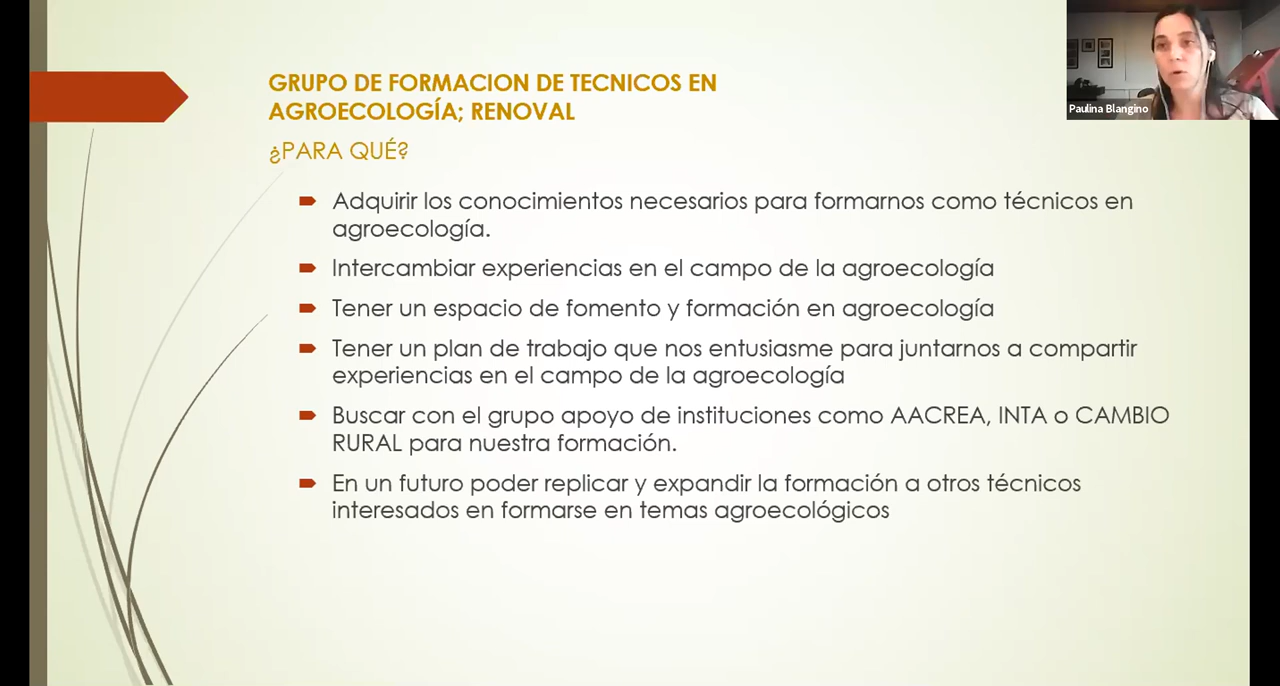 GRUPO DE FORMACION DE TECNICOS EN
AGROECOLOGÍA; RENOVAL
¿PARA QUÉ?
Adquirir los conocimientos necesarios para formarnos como técnicos en
agroecología.
Intercambiar experiencias en el campo de la agroecología
Tener un espacio de fomento y formación en agroecología
Tener un plan de trabajo que nos entusiasme para juntarnos a compartir
experiencias en el campo de la agroecología
Buscar con el grupo apoyo de instituciones como AACREA, INTA o CAMBIO
RURAL para nuestra formación.
En un futuro poder replicar y expandir la formación a otros técnicos
interesados en formarse en temas agroecológicos
Paulina Blangino